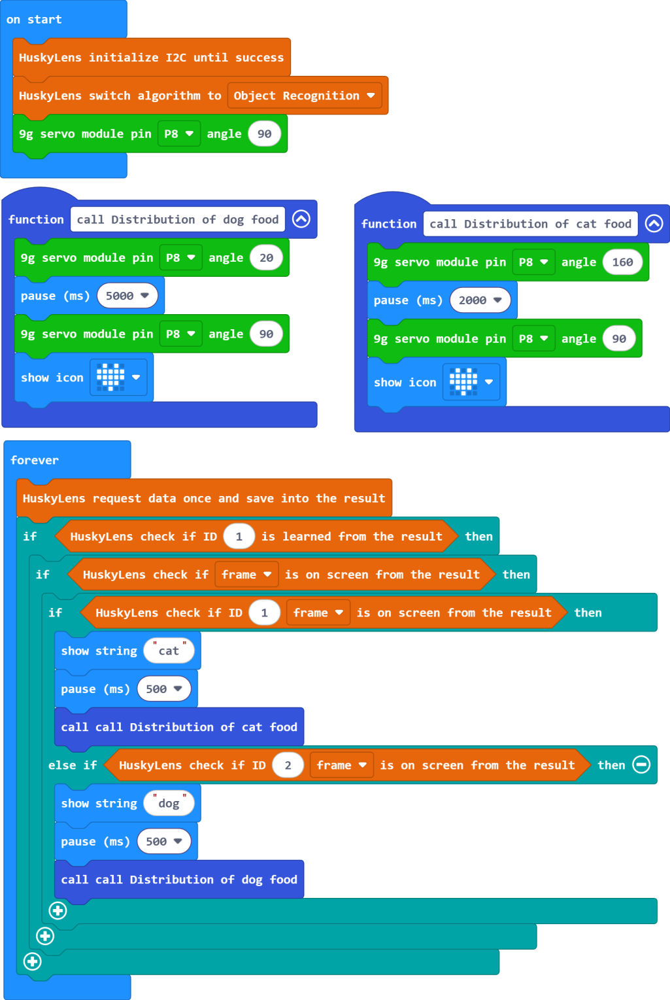 on start
HuskyLens initialize I2C until success
HuskyLens switch algorithm to Object Recognition
9g servo module pin P8 angle 90
function call Distribution of dog food
9g servo module pin P8 angle 20
pause (ms) 5000
9g servo module pin P8 angle 90
show icon
function call Distribution of cat food
9g servo module pin P8 angle 160
pause (ms) 2000
9g servo module pin P8 angle 90
show icon
forever
HuskyLens request data once and save into the result
if HuskyLens check if ID 1 is learned from the result then
if HuskyLens check if frame is on screen from the result then
if HuskyLens check if ID 1 frame is on screen from the result then
show string "cat"
pause (ms) 500
call call Distribution of cat food
else if HuskyLens check if ID 2 frame is on screen from the result then
show string "dog"
pause (ms) 500
call call Distribution of dog food